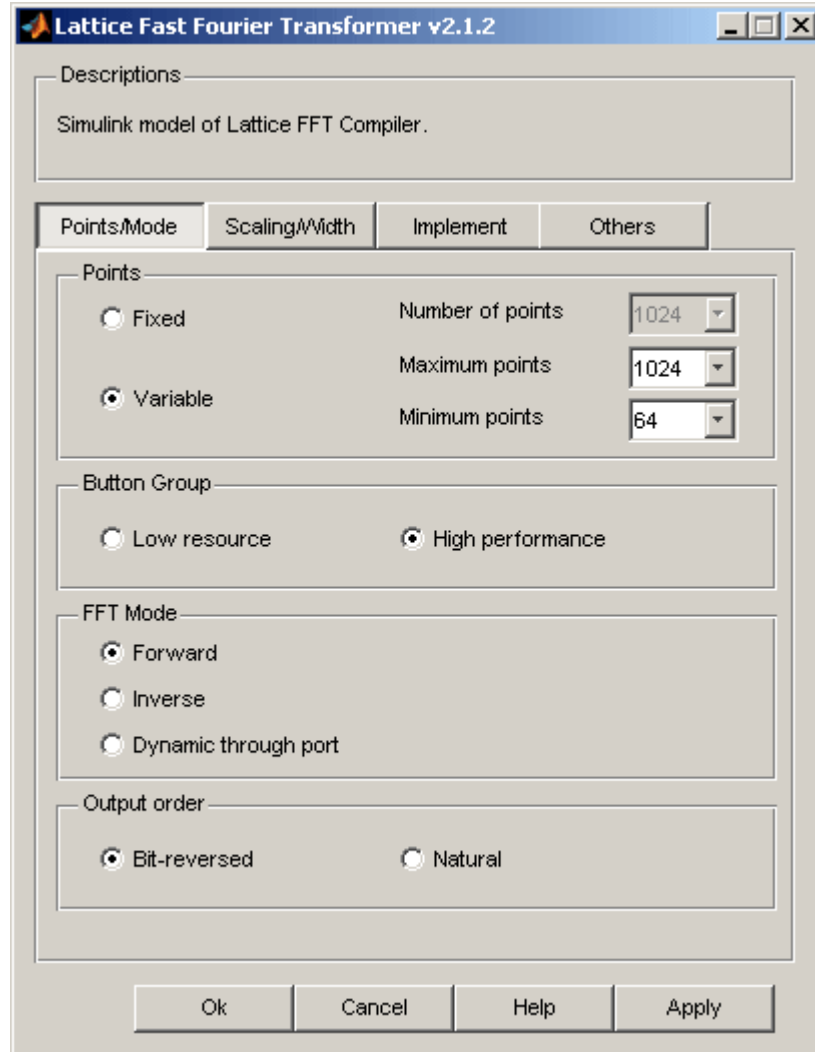 Lattice Fast Fourier Transformer v2.1.2
Descriptions
Simulink model of Lattice FFT Compiler.
Points/Mode Scaling/Width Implement Others
Points
Fixed Number of points 1024
Maximum points 1024
Variable
Minimum points 64
Button Group
Low resource High performance
FFT Mode
Forward
Inverse
Dynamic through port
Output order
Bit-reversed Natural
Ok Cancel Help Apply